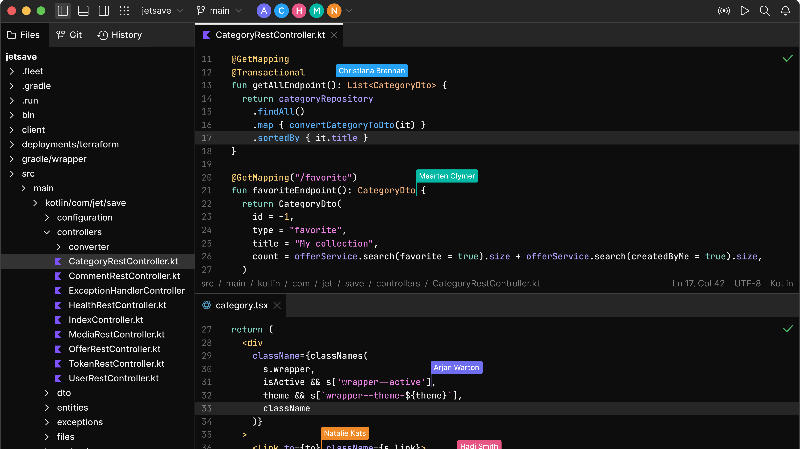 jetsave
main
A C H M N
Files
Git
History
CategoryRestController.kt
jetsave
.fleet
.gradle
.run
bin
client
deployments/terraform
gradle/wrapper
src
main
kotlin/com/jet/save
configuration
controllers
converter
CategoryRestController.kt
CommentRestController.kt
ExceptionHandlerController
HealthRestController.kt
IndexController.kt
MediaRestController.kt
OfferRestController.kt
TokenRestController.kt
UserRestController.kt
dto
entities
exceptions
files
11 @GetMapping
12 @Transactional
Christiana Brennan
13 fun getAllEndpoint(): List<CategoryDto> {
14 return categoryRepository
15 .findAll()
16 .map { convertCategoryToDto(it) }
17 .sortedBy { it.title }
18 }
19
Maarten Clymer
20 @GetMapping("/favorite")
21 fun favoriteEndpoint(): CategoryDto {
22 return CategoryDto(
23 id = -1,
24 type = "favorite",
25 title = "My collection",
26 count = offerService.search(favorite = true).size + offerService.search(createdByMe = true).size,
27 )
src / main / kotlin / com / jet / save / controllers / CategoryRestController.kt
Ln 17, Col 42 UTF-8 Kotlin
category.tsx
27 return (
28 <div
29 className={classNames(
30 s.wrapper,
Arjan Warton
31 isActive && s['wrapper--active'],
32 theme && s[`wrapper--theme-${theme}`],
33 className
34 )}
35 >
Natalie Kats
Hadi Smith
36 <Link to={to} className={s.link}>